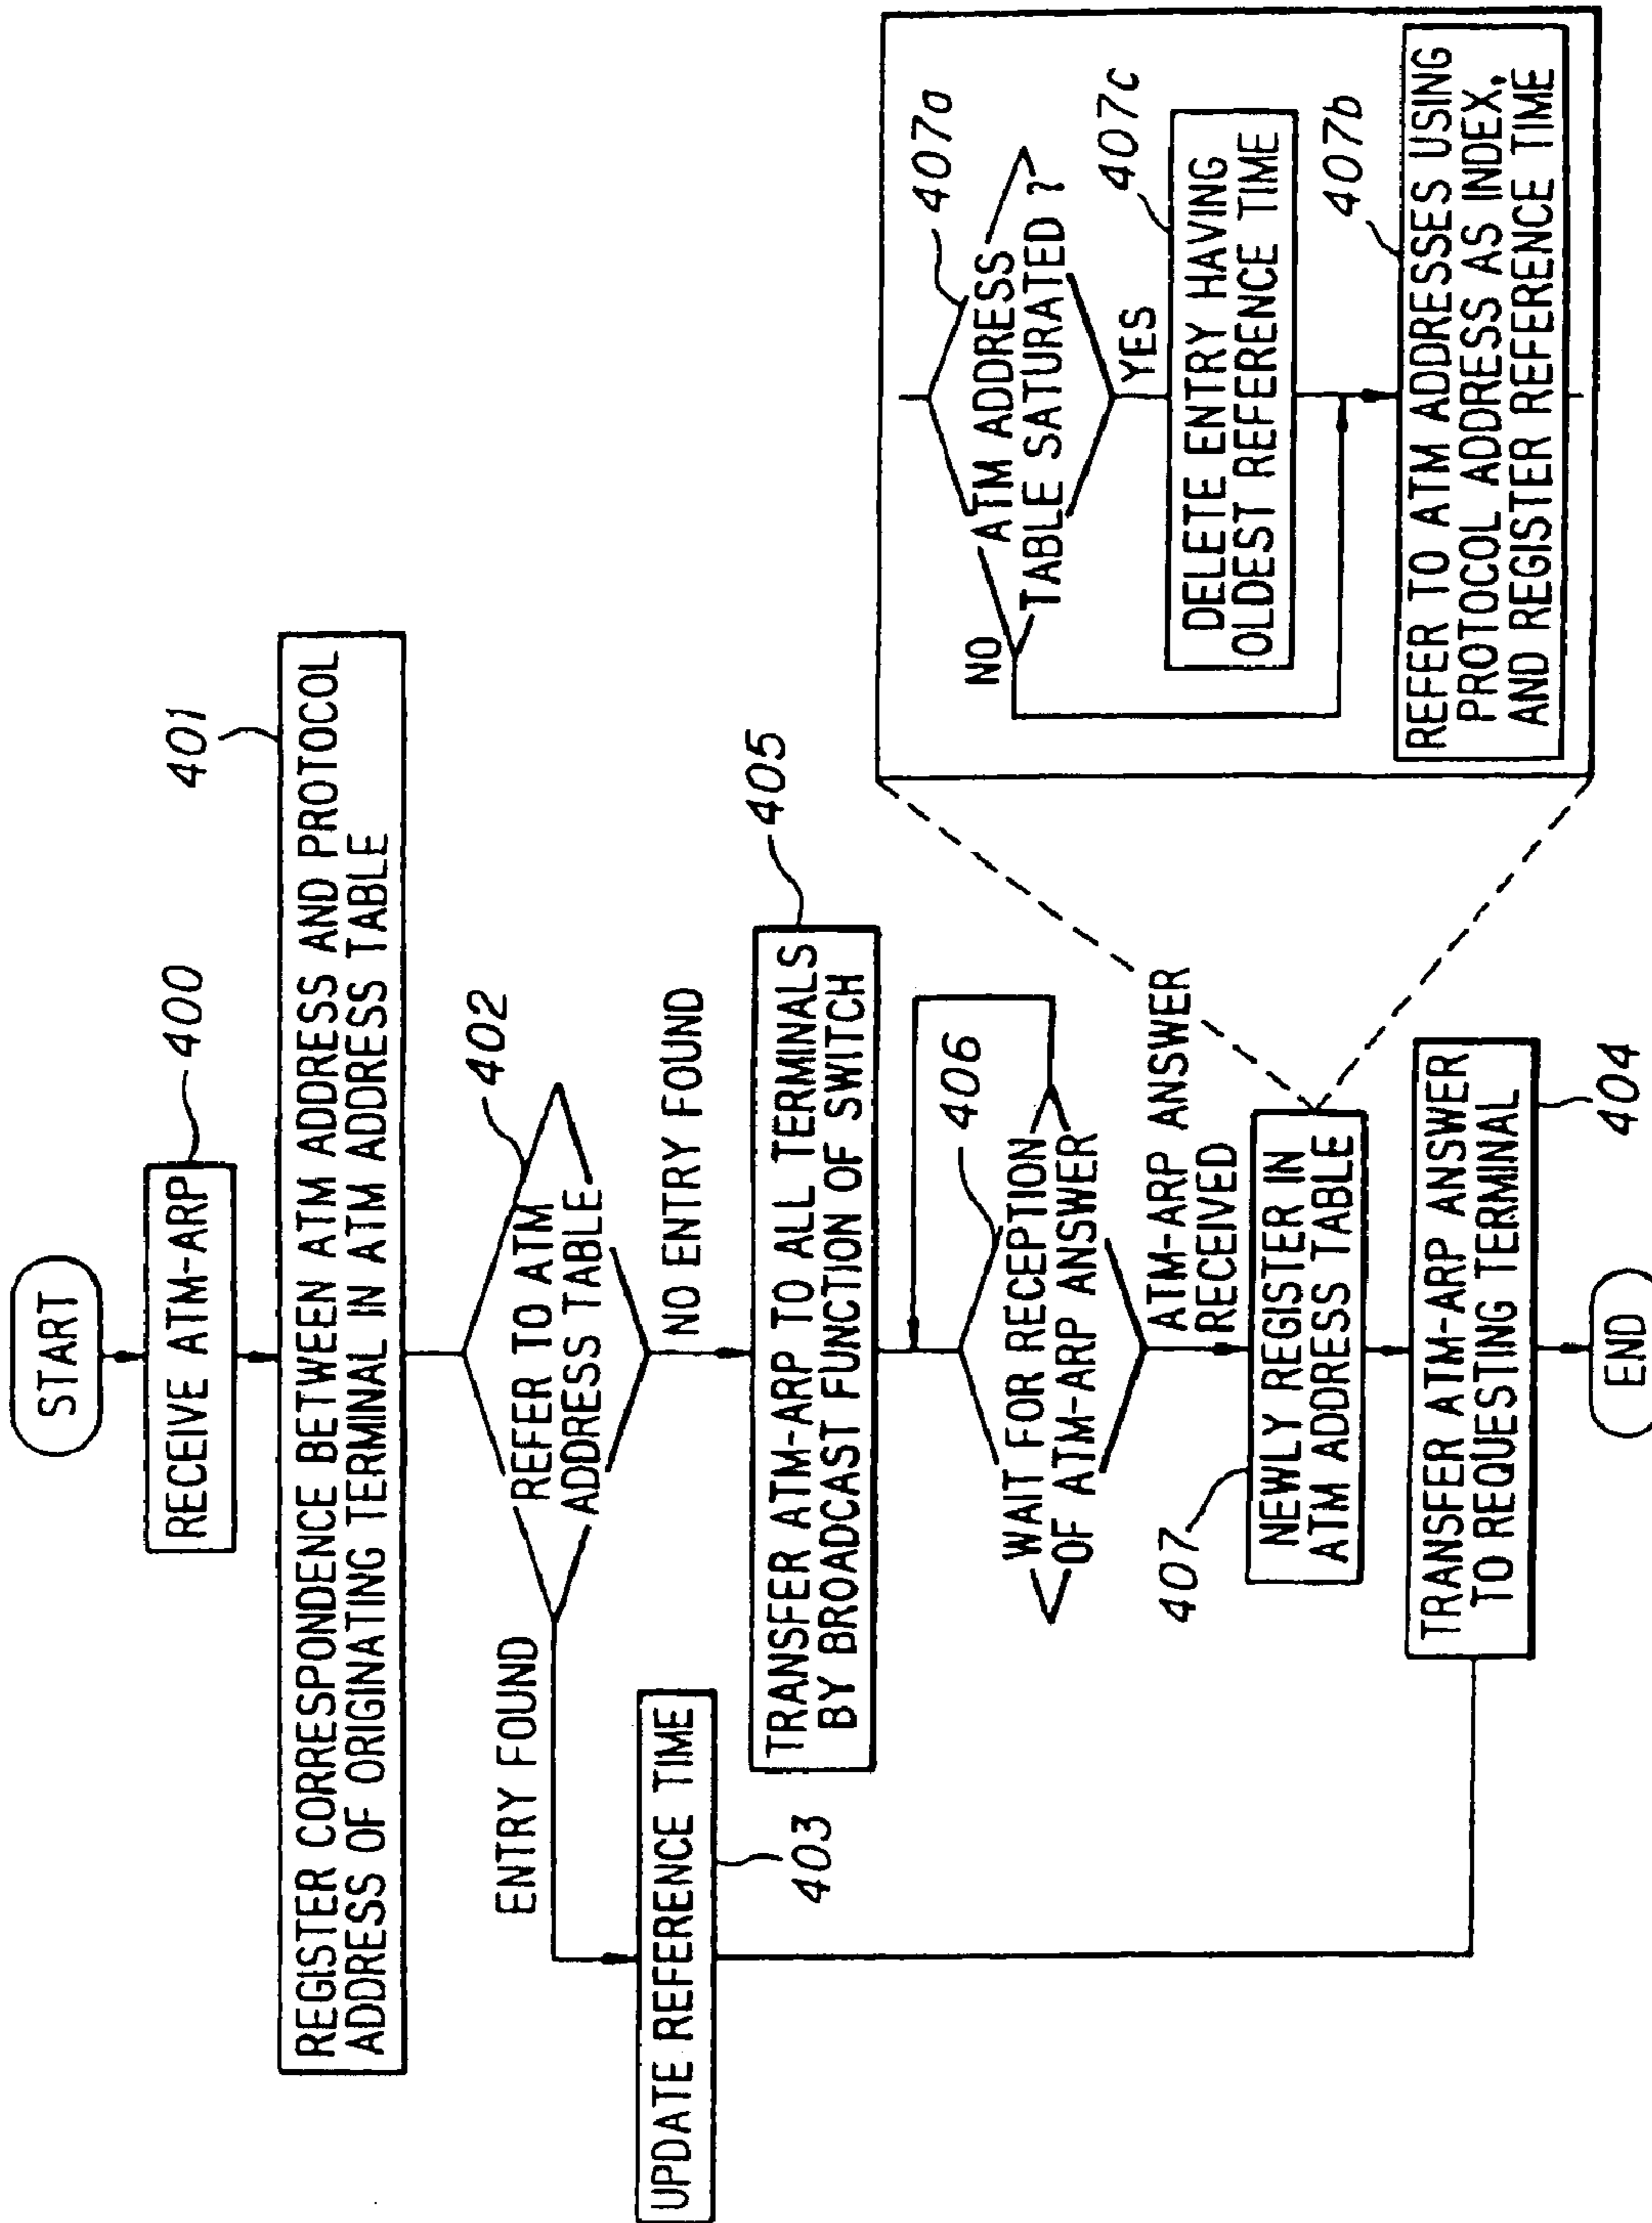 START
RECEIVE ATM-ARP
400
REGISTER CORRESPONDENCE BETWEEN ATM ADDRESS AND PROTOCOL
ADDRESS OF ORIGINATING TERMINAL IN ATM ADDRESS TABLE
401
REFER TO ATM
ADDRESS TABLE
402
ENTRY FOUND
NO ENTRY FOUND
UPDATE REFERENCE TIME
403
TRANSFER ATM-ARP TO ALL TERMINALS
BY BROADCAST FUNCTION OF SWITCH
405
WAIT FOR RECEPTION
OF ATM-ARP ANSWER
406
ATM-ARP ANSWER
RECEIVED
407
NEWLY REGISTER IN
ATM ADDRESS TABLE
TRANSFER ATM-ARP ANSWER
TO REQUESTING TERMINAL
404
END
ATM ADDRESS
TABLE SATURATED ?
407a
NO
YES
DELETE ENTRY HAVING
OLDEST REFERENCE TIME
407c
REFER TO ATM ADDRESSES USING
PROTOCOL ADDRESS AS INDEX,
AND REGISTER REFERENCE TIME
407b